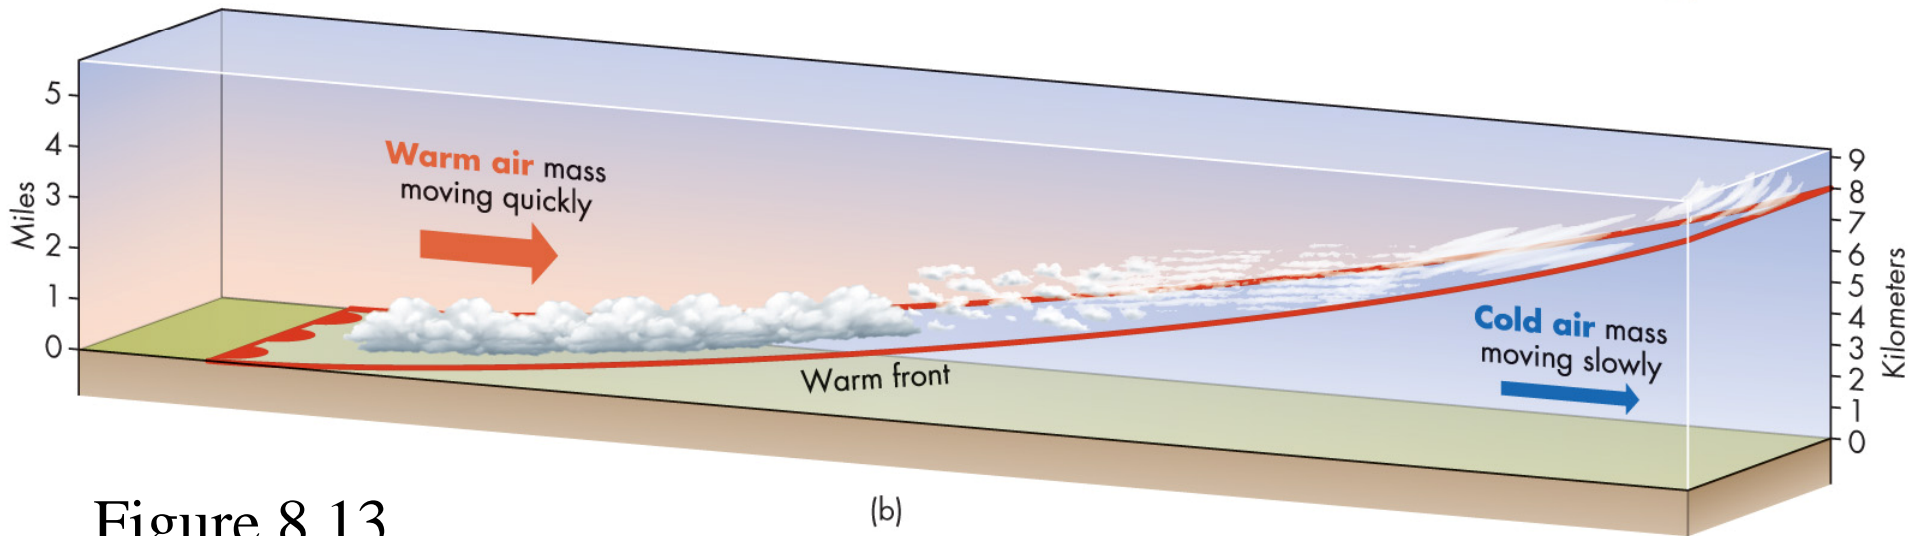 5
4
3
2
1
0
Miles
Warm air mass
moving quickly
Warm front
Cold air mass
moving slowly
9
8
7
6
5
4
3
2
1
0
Kilometers
(b)
Figure 8.13